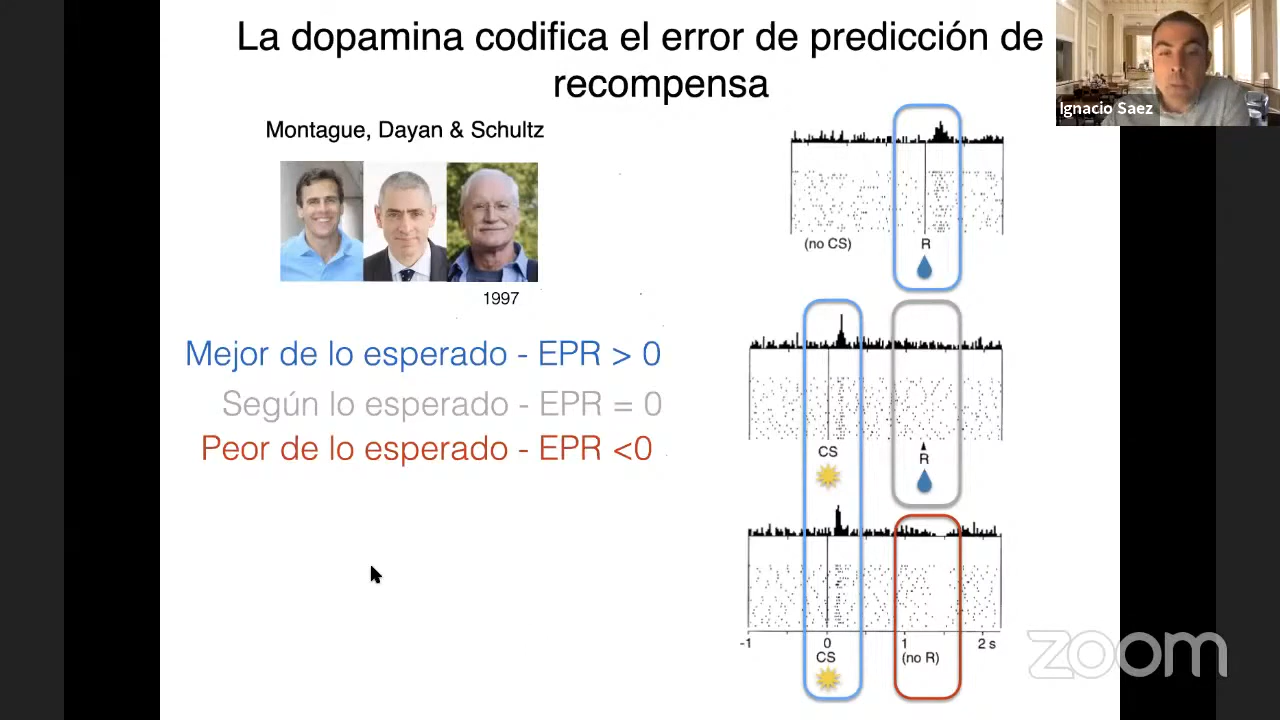 La dopamina codifica el error de predicción de
recompensa
Ignacio Saez
Montague, Dayan & Schultz
1997
Mejor de lo esperado - EPR > 0
Según lo esperado - EPR = 0
Peor de lo esperado - EPR <0
(no CS)
R
CS
R
-1
0
1
2 s
CS
(no R)
zoom